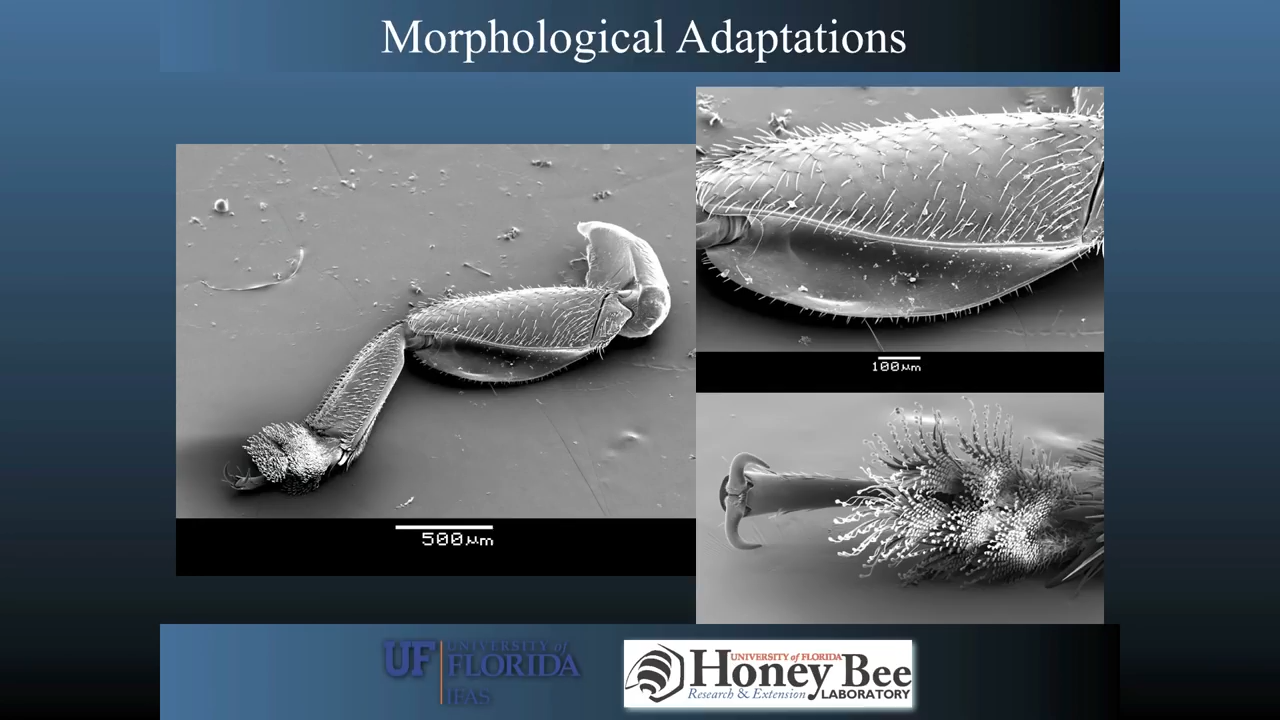 Morphological Adaptations
500μm
100μm
UF
UNIVERSITY of
FLORIDA
IFAS
UNIVERSITY of FLORIDA
Honey Bee
Research & Extension LABORATORY